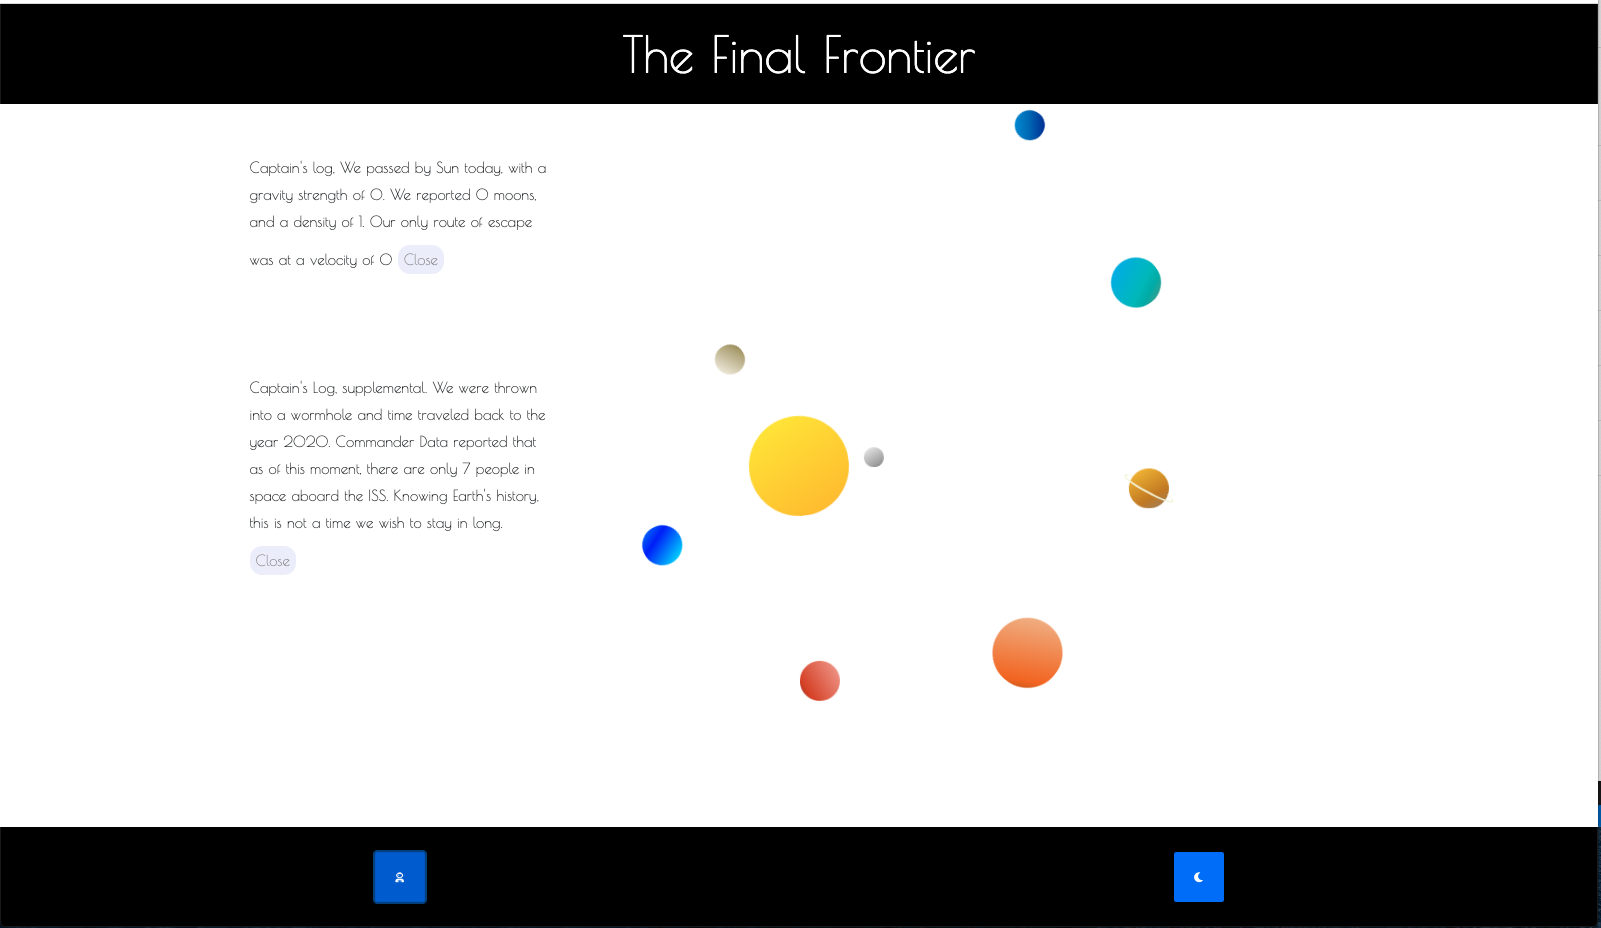 The Final Frontier
Captain's log, We passed by Sun today, with a
gravity strength of 0. We reported 0 moons,
and a density of 1. Our only route of escape
was at a velocity of 0 Close
Captain's Log, supplemental. We were thrown
into a wormhole and time traveled back to the
year 2020. Commander Data reported that
as of this moment, there are only 7 people in
space aboard the ISS. Knowing Earth's history,
this is not a time we wish to stay in long.
Close